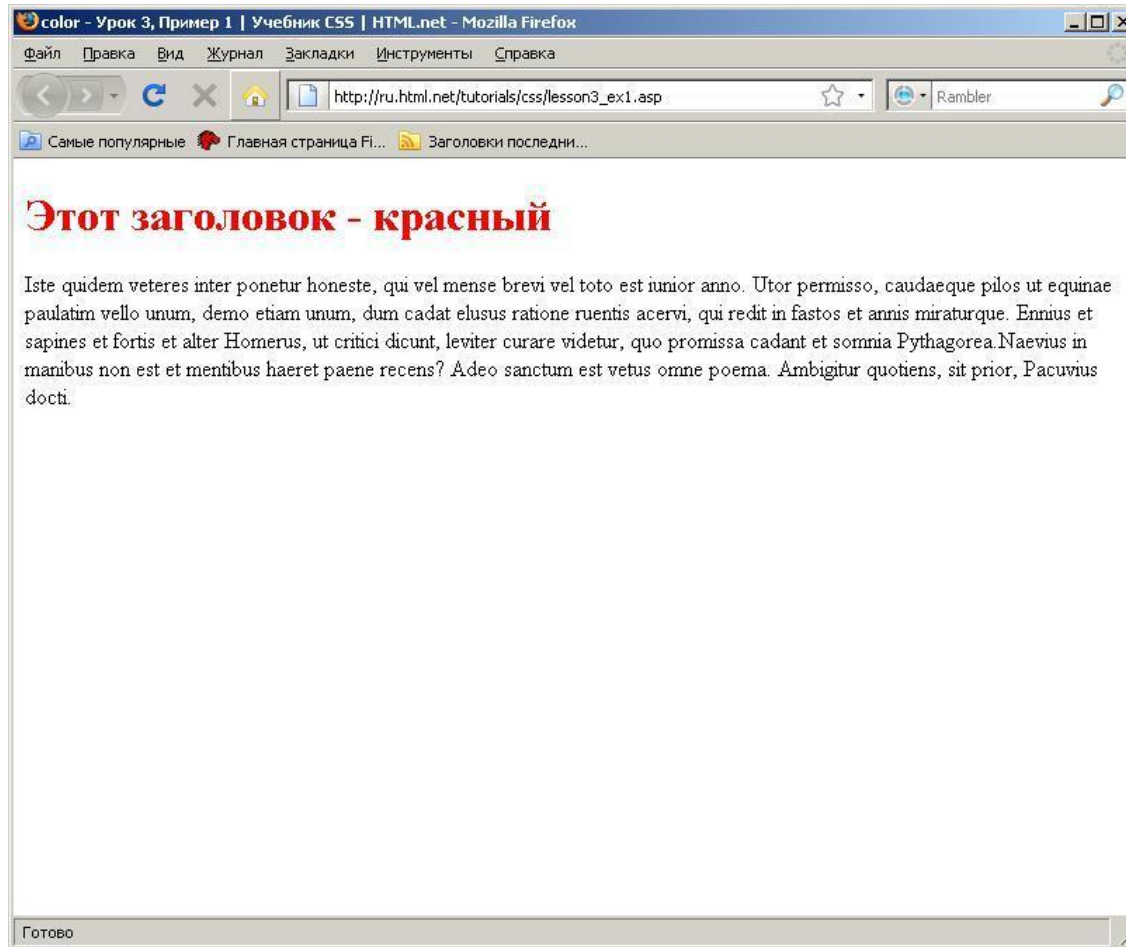 color - Урок 3, Пример 1 | Учебник CSS | HTML.net - Mozilla Firefox
Файл Правка Вид Журнал Закладки Инструменты Справка
http://ru.html.net/tutorials/css/lesson3_ex1.asp Rambler
Самые популярные Главная страница Fi... Заголовки последни...
Этот заголовок - красный
Iste quidem veteres inter ponetur honeste, qui vel mense brevi vel toto est iunior anno. Utor permisso, caudaeque pilos ut equinae
paulatim vello unum, demo etiam unum, dum cadat elusus ratione ruentis acervi, qui redit in fastos et annis miraturque. Ennius et
sapines et fortis et alter Homerus, ut critici dicunt, leviter curare videtur, quo promissa cadant et somnia Pythagorea.Naevius in
manibus non est et mentibus haeret paene recens? Adeo sanctum est vetus omne poema. Ambigitur quotiens, sit prior, Pacuvius
docti.
Готово